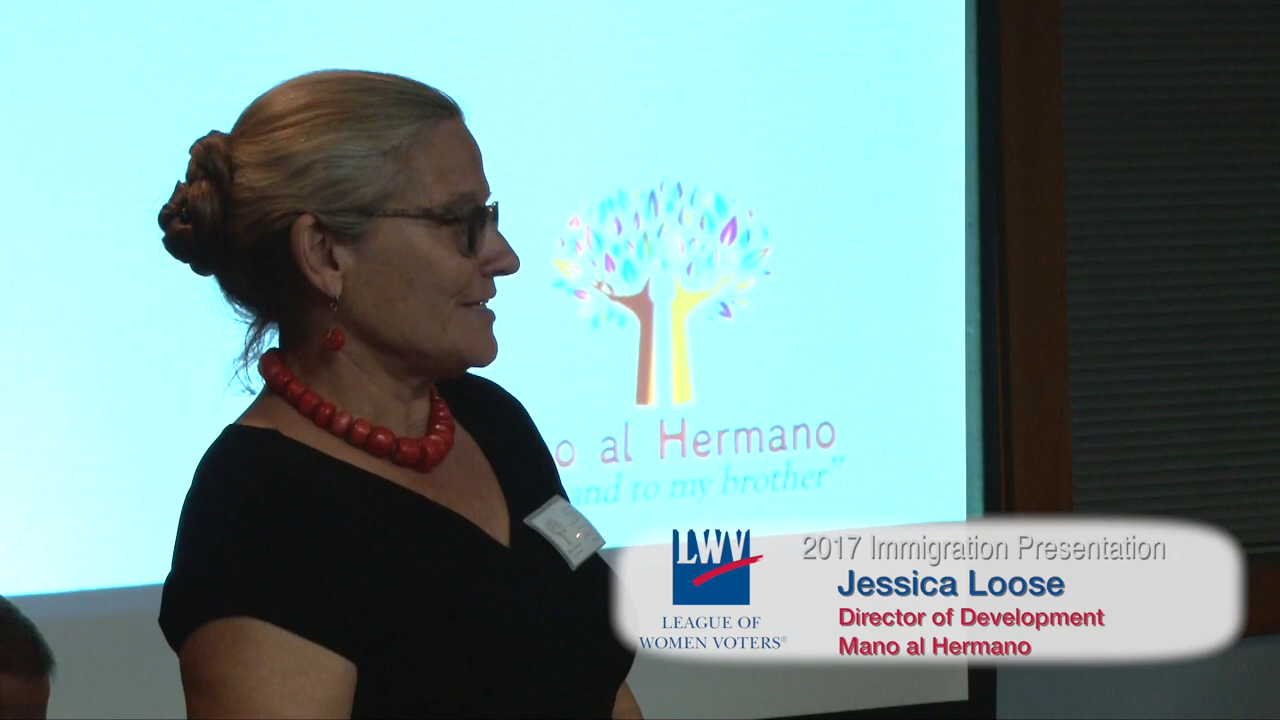 o al Hermano
and to my brother"
LWV
LEAGUE OF
WOMEN VOTERS®
2017 Immigration Presentation
Jessica Loose
Director of Development
Mano al Hermano